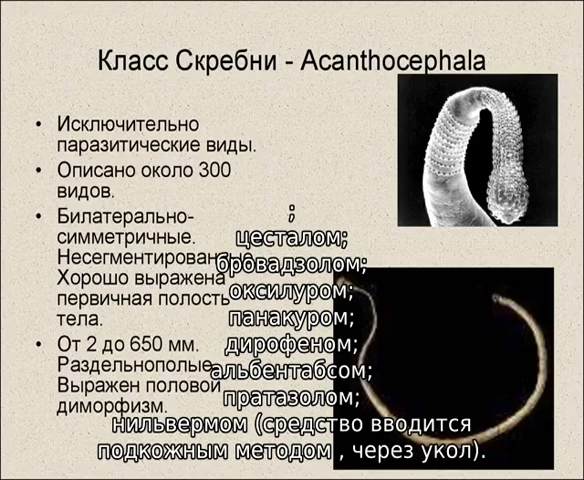 Класс Скребни - Acanthocephala
• Исключительно
паразитические виды.
• Описано около 300
видов.
• Билатерально-
симметричные.
Несегментированные.
Хорошо выражена
первичная полость
тела.
• От 2 до 650 мм.
Раздельнополые.
Выражен половой
диморфизм.
;
цесталом;
бровадзолом;
оксилуром;
панакуром;
дирофеном;
альбентабсом;
пратазолом;
нильвермом (средство вводится
подкожным методом , через укол).